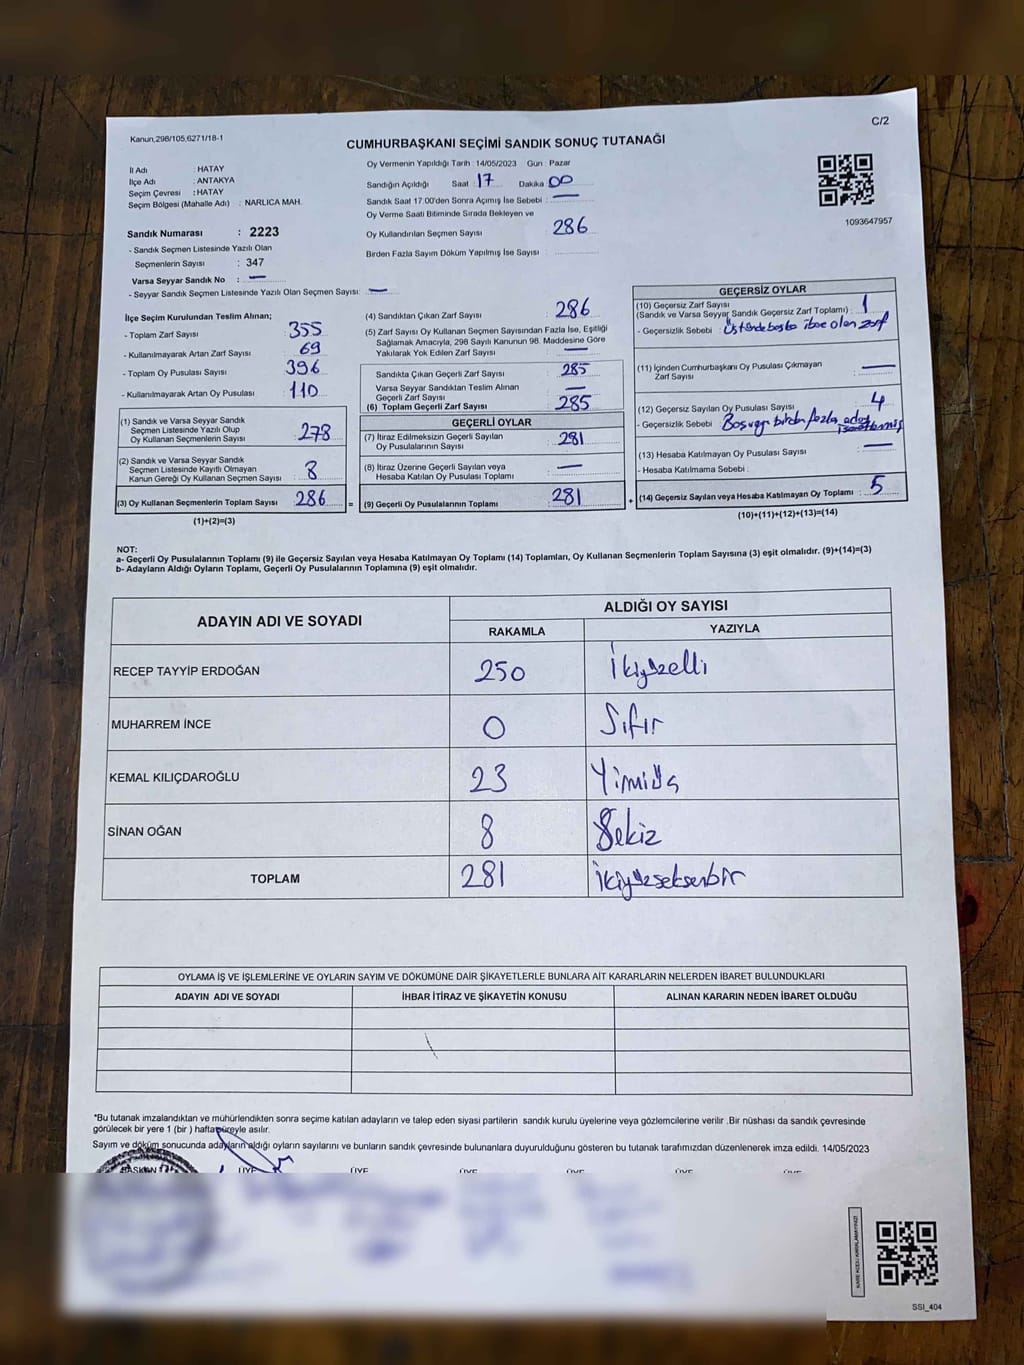 Kanun,298/105;6271/18-1
C/2
CUMHURBAŞKANI SEÇİMİ SANDIK SONUÇ TUTANAĞI
İl Adı : HATAY
İlçe Adı : ANTAKYA
Seçim Çevresi : HATAY
Seçim Bölgesi (Mahalle Adı) : NARLICA MAH.
Oy Vermenin Yapıldığı Tarih : 14/05/2023 Gün : Pazar
Sandığın Açıldığı Saat : 17 Dakika 00
Sandık Saat 17.00'den Sonra Açımış İse Sebebi : —
Oy Verme Saati Bitiminde Sırada Bekleyen ve
Oy Kullandırılan Seçmen Sayısı 286
Birden Fazla Sayım Döküm Yapılmış İse Sayısı :
1093647957
Sandık Numarası : 2223
- Sandık Seçmen Listesinde Yazılı Olan
Seçmenlerin Sayısı : 347
Varsa Seyyar Sandık No : —
- Seyyar Sandık Seçmen Listesinde Yazılı Olan Seçmen Sayısı: —
İlçe Seçim Kurulundan Teslim Alınan;
- Toplam Zarf Sayısı : 355
- Kullanılmayarak Artan Zarf Sayısı : 69
- Toplam Oy Pusulası Sayısı : 396
- Kullanılmayarak Artan Oy Pusulası : 110
(1) Sandık ve Varsa Seyyar Sandık
Seçmen Listesinde Yazılı Olup
Oy Kullanan Seçmenlerin Sayısı : 278
(2) Sandık ve Varsa Seyyar Sandık
Seçmen Listesinde Kayıtlı Olmayan
Kanun Gereği Oy Kullanan Seçmen Sayısı : 8
(3) Oy Kullanan Seçmenlerin Toplam Sayısı : 286 =
(1)+(2)=(3)
(4) Sandıktan Çıkan Zarf Sayısı : 286
(5) Zarf Sayısı Oy Kullanan Seçmen Sayısından Fazla İse, Eşitliği
Sağlamak Amacıyla, 298 Sayılı Kanunun 98. Maddesine Göre
Yakılarak Yok Edilen Zarf Sayısı : —
Sandıkta Çıkan Geçerli Zarf Sayısı : 285
Varsa Seyyar Sandıktan Teslim Alınan
Geçerli Zarf Sayısı : —
(6) Toplam Geçerli Zarf Sayısı : 285
GEÇERLİ OYLAR
(7) İtiraz Edilmeksizin Geçerli Sayılan
Oy Pusulalarının Sayısı : 281
(8) İtiraz Üzerine Geçerli Sayılan veya
Hesaba Katılan Oy Pusulası Toplamı : —
(9) Geçerli Oy Pusulalarının Toplamı : 281 +
GEÇERSİZ OYLAR
(10) Geçersiz Zarf Sayısı
(Sandık ve Varsa Seyyar Sandık Geçersiz Zarf Toplamı) : 1
- Geçersizlik Sebebi : Üstünde başka ibare olan zarf
(11) İçinden Cumhurbaşkanı Oy Pusulası Çıkmayan
Zarf Sayısı : —
(12) Geçersiz Sayılan Oy Pusulası Sayısı : 4
- Geçersizlik Sebebi : Boş veya birden fazla aday
(13) Hesaba Katılmayan Oy Pusulası Sayısı : —
- Hesaba Katılmama Sebebi :
(14) Geçersiz Sayılan veya Hesaba Katılmayan Oy Toplamı : 5
(10)+(11)+(12)+(13)=(14)
NOT:
a- Geçerli Oy Pusulalarının Toplamı (9) ile Geçersiz Sayılan veya Hesaba Katılmayan Oy Toplamı (14) Toplamları, Oy Kullanan Seçmenlerin Toplam Sayısına (3) eşit olmalıdır. (9)+(14)=(3)
b- Adayların Aldığı Oyların Toplamı, Geçerli Oy Pusulalarının Toplamına (9) eşit olmalıdır.
ADAYIN ADI VE SOYADI ALDIĞI OY SAYISI
RAKAMLA YAZIYLA
RECEP TAYYİP ERDOĞAN 250 İkiyüzelli
MUHARREM İNCE 0 Sıfır
KEMAL KILIÇDAROĞLU 23 Yimiüç
SİNAN OĞAN 8 Sekiz
TOPLAM 281 ikiyüzseksenbir
OYLAMA İŞ VE İŞLEMLERİNE VE OYLARIN SAYIM VE DÖKÜMÜNE DAİR ŞİKAYETLERLE BUNLARA AİT KARARLARIN NELERDEN İBARET BULUNDUKLARI
ADAYIN ADI VE SOYADI İHBAR İTİRAZ VE ŞİKAYETİN KONUSU ALINAN KARARIN NEDEN İBARET OLDUĞU
*Bu tutanak imzalandıktan ve mühürlendikten sonra seçime katılan adayların ve talep eden siyasi partilerin sandık kurulu üyelerine veya gözlemcilerine verilir .Bir nüshası da sandık çevresinde
görülecek bir yere 1 (bir ) hafta süreyle asılır.
Sayım ve döküm sonucunda adayların aldığı oyların sayılarını ve bunların sandık çevresinde bulunanlara duyurulduğunu gösteren bu tutanak tarafımızdan düzenlenerek imza edildi. 14/05/2023
BAŞKAN ÜYE ÜYE ÜYE ÜYE ÜYE ÜYE
SSI_404